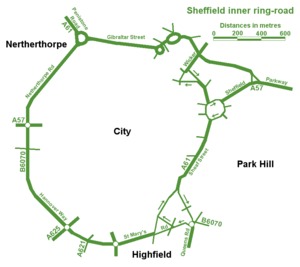 Sheffield inner ring-road
Distances in metres
0 200 400 600
Nertherthorpe
Penistone
Road
A61
Gibraltar Street
Wicker
Netherthorpe Rd
Sheffield
Parkway
A57
A57
City
B6070
A61
Sheaf Street
Park Hill
Hannover Way
A625
A621
St Mary's
Rd
Queens Rd
B6070
Highfield